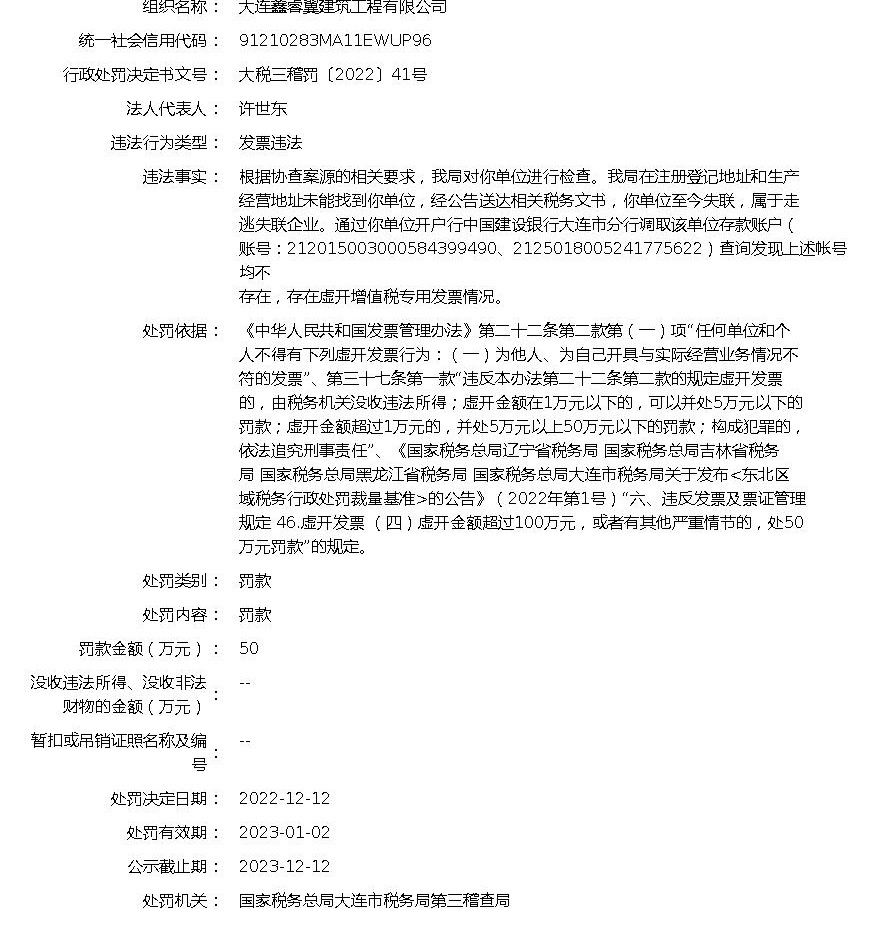 组织名称： 大连鑫睿翼建筑工程有限公司
统一社会信用代码： 91210283MA11EWUP96
行政处罚决定书文号： 大税三稽罚〔2022〕41号
法人代表人： 许世东
违法行为类型： 发票违法
违法事实： 根据协查案源的相关要求，我局对你单位进行检查。我局在注册登记地址和生产
经营地址未能找到你单位，经公告送达相关税务文书，你单位至今失联，属于走
逃失联企业。通过你单位开户行中国建设银行大连市分行调取该单位存款账户（
账号：212015003000584399490、2125018005241775622）查询发现上述帐号
均不
存在，存在虚开增值税专用发票情况。
处罚依据： 《中华人民共和国发票管理办法》第二十二条第二款第（一）项“任何单位和个
人不得有下列虚开发票行为：（一）为他人、为自己开具与实际经营业务情况不
符的发票”、第三十七条第一款“违反本办法第二十二条第二款的规定虚开发票
的，由税务机关没收违法所得；虚开金额在1万元以下的，可以并处5万元以下的
罚款；虚开金额超过1万元的，并处5万元以上50万元以下的罚款；构成犯罪的，
依法追究刑事责任”、《国家税务总局辽宁省税务局 国家税务总局吉林省税务
局 国家税务总局黑龙江省税务局 国家税务总局大连市税务局关于发布<东北区
域税务行政处罚裁量基准>的公告》（2022年第1号）“六、违反发票及票证管理
规定 46.虚开发票 （四）虚开金额超过100万元，或者有其他严重情节的，处50
万元罚款”的规定。
处罚类别： 罚款
处罚内容： 罚款
罚款金额（万元）： 50
没收违法所得、没收非法
财物的金额（万元）： --
暂扣或吊销证照名称及编
号： --
处罚决定日期： 2022-12-12
处罚有效期： 2023-01-02
公示截止期： 2023-12-12
处罚机关： 国家税务总局大连市税务局第三稽查局